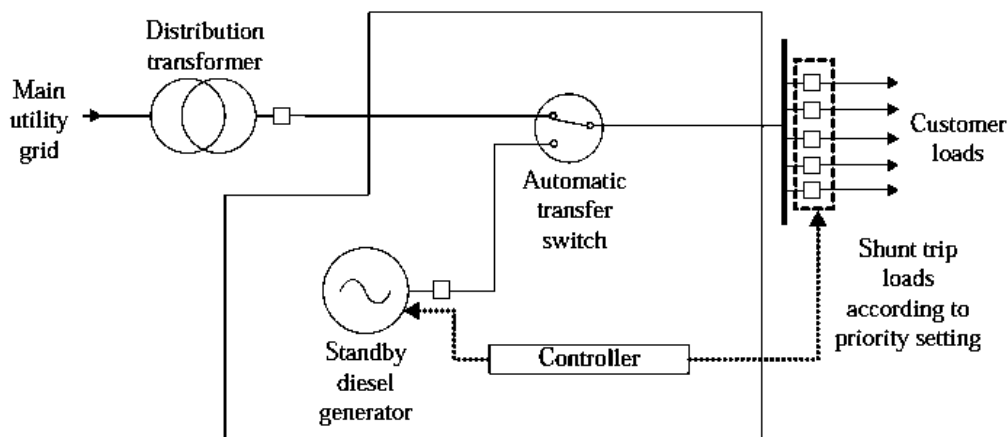 Distribution
transformer
Main
utility
grid
Automatic
transfer
switch
Customer
loads
Standby
diesel
generator
Controller
Shunt trip
loads
according to
priority setting